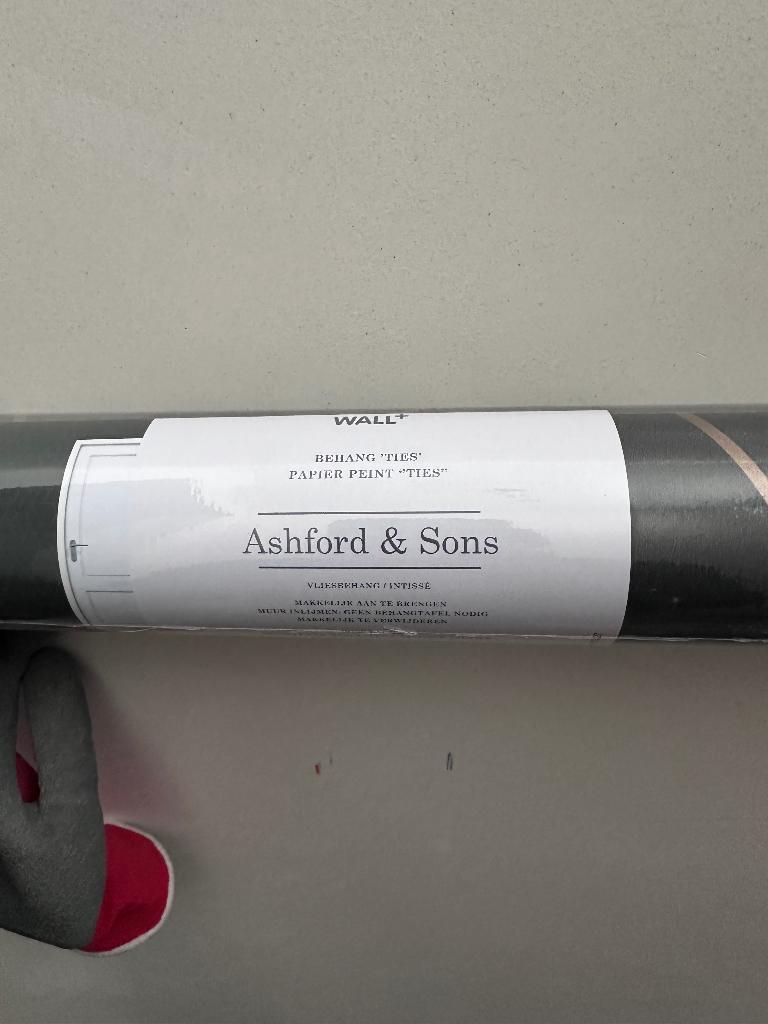 WALL+
BEHANG 'TIES'
PAPIER PEINT "TIES"
Ashford & Sons
VLIESBEHANG / INTISSÉ
MAKKELIJK AAN TE BRENGEN
MUUR INLIJMEN: GEEN BEHANGTAFEL NODIG
MAKKELIJK TE VERWIJDEREN